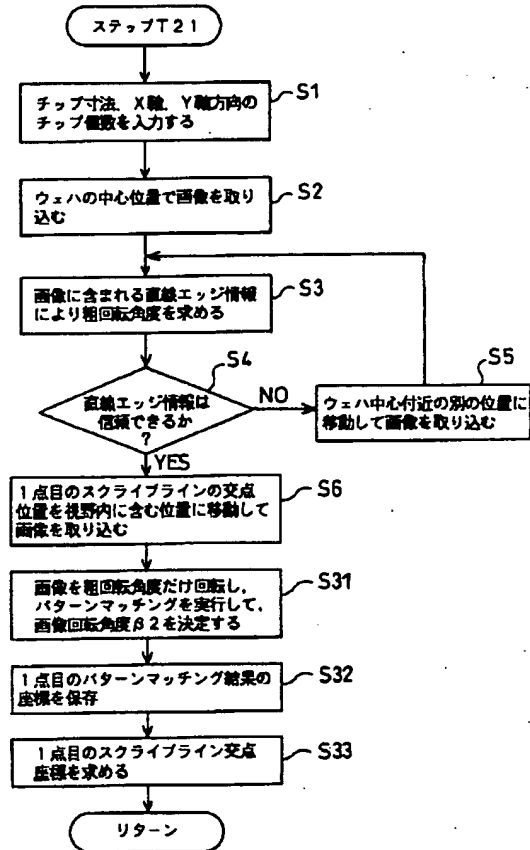 ステップT21
チップ寸法、X軸、Y軸方向の
チップ個数を入力する
S1
ウェハの中心位置で画像を取り
込む
S2
画像に含まれる直線エッジ情報
により粗回転角度を求める
S3
直線エッジ情報は
信頼できるか
?
S4
NO
ウェハ中心付近の別の位置に
移動して画像を取り込む
S5
YES
1点目のスクライブラインの交点
位置を視野内に含む位置に移動して
画像を取り込む
S6
画像を粗回転角度だけ回転し、
パターンマッチングを実行して、
画像回転角度β2を決定する
S31
1点目のパターンマッチング結果の
座標を保存
S32
1点目のスクライブライン交点
座標を求める
S33
リターン